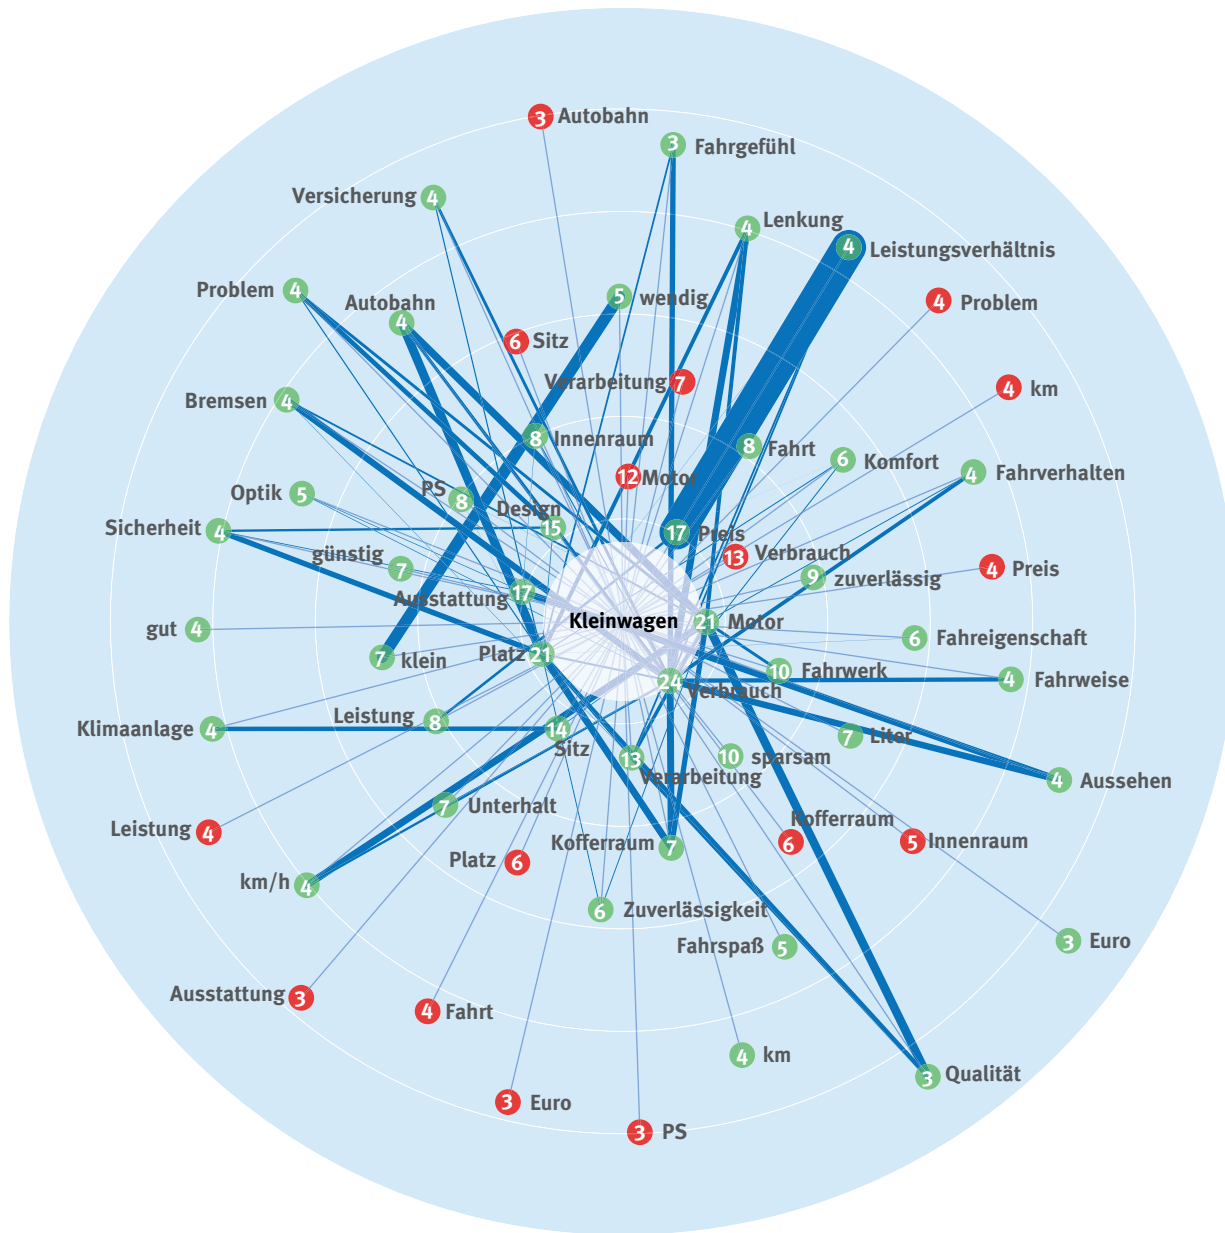 3 Autobahn
3 Fahrgefühl
Versicherung 4
4 Lenkung
4 Leistungsverhältnis
Problem 4
Autobahn
4
5 wendig
4 Problem
6 Sitz
Verarbeitung 7
4 km
Bremsen 4
8 Innenraum
8 Fahrt
6 Komfort
4 Fahrverhalten
12 Motor
Optik 5
PS
8
Design
15
Sicherheit 4
17 Preis
13 Verbrauch
günstig 7
4 Preis
9 zuverlässig
Ausstattung 17
Kleinwagen
21 Motor
gut 4
6 Fahreigenschaft
7 klein
Platz 21
10 Fahrwerk
4 Fahrweise
24 Verbrauch
Leistung 8
Klimaanlage 4
14
Sitz
7 Liter
10 sparsam
13
Verarbeitung
4 Aussehen
7 Unterhalt
Leistung 4
Kofferraum 7
Kofferraum
6
5 Innenraum
Platz 6
km/h 4
6 Zuverlässigkeit
Fahrspaß 5
3 Euro
Ausstattung 3
4 Fahrt
4 km
3 Qualität
3 Euro
3 PS